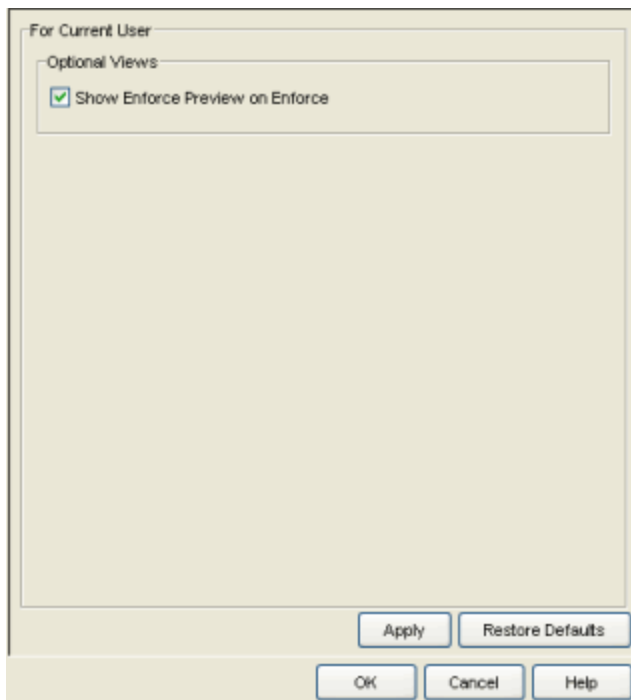 For Current User
Optional Views
Show Enforce Preview on Enforce
Apply Restore Defaults
OK Cancel Help